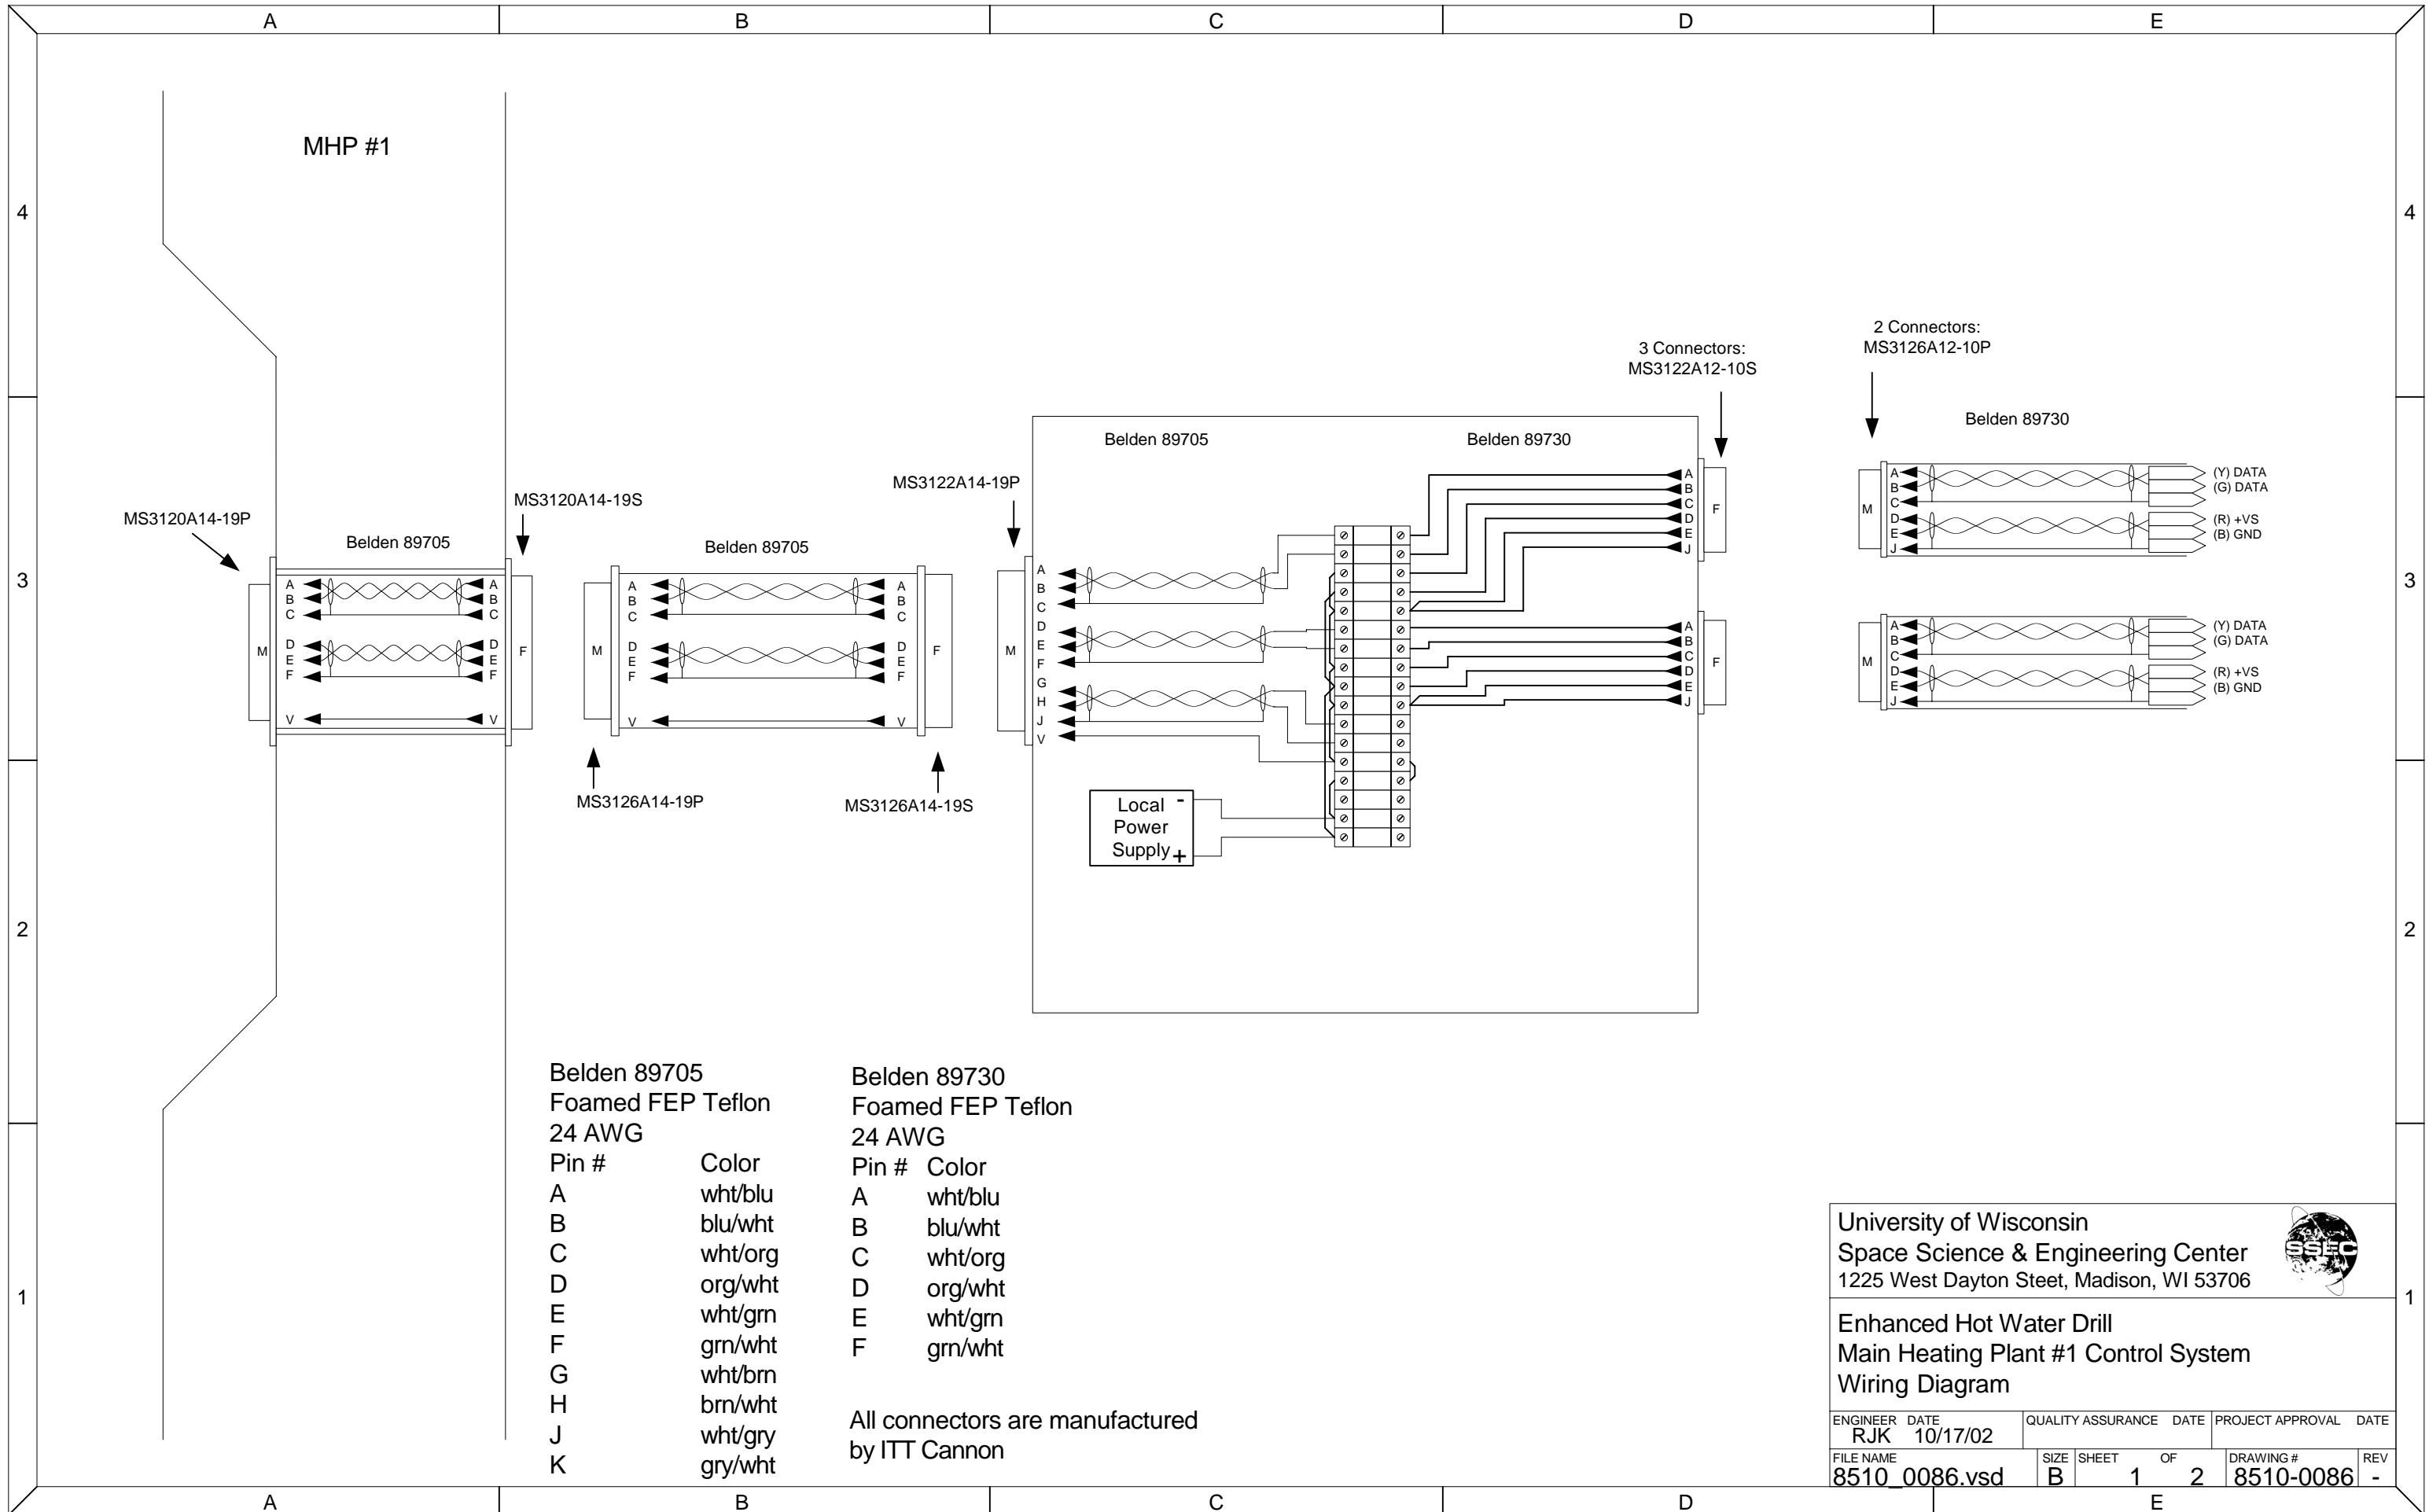 A B C D E
MHP #1
4 4
2 Connectors:
MS3126A12-10P
3 Connectors:
MS3122A12-10S
Belden 89730
Belden 89705 Belden 89730
MS3122A14-19P
MS3120A14-19S
MS3120A14-19P
Belden 89705
Belden 89705
3 3
M
A A
B B
C C
D D
E E
F F
V V
F
M
A A
B B
C C
D D
E E
F F
V V
F
MS3126A14-19P
MS3126A14-19S
M
A
B
C
D
E
F
G
H
J
V
Local -
Power
Supply +
A
B
C
D
E
J
F
A
B
C
D
E
J
F
M
A (Y) DATA
B (G) DATA
C
D (R) +VS
E (B) GND
J
M
A (Y) DATA
B (G) DATA
C
D (R) +VS
E (B) GND
J
2 2
Belden 89705
Foamed FEP Teflon
24 AWG
Pin # Color
A wht/blu
B blu/wht
C wht/org
D org/wht
E wht/grn
F grn/wht
G wht/brn
H brn/wht
J wht/gry
K gry/wht
Belden 89730
Foamed FEP Teflon
24 AWG
Pin # Color
A wht/blu
B blu/wht
C wht/org
D org/wht
E wht/grn
F grn/wht
All connectors are manufactured
by ITT Cannon
1 1
University of Wisconsin
Space Science & Engineering Center
1225 West Dayton Steet, Madison, WI 53706
SSEC
Enhanced Hot Water Drill
Main Heating Plant #1 Control System
Wiring Diagram
ENGINEER DATE QUALITY ASSURANCE DATE PROJECT APPROVAL DATE
RJK 10/17/02
FILE NAME SIZE SHEET OF DRAWING # REV
8510_0086.vsd B 1 2 8510-0086 -
A B C D E